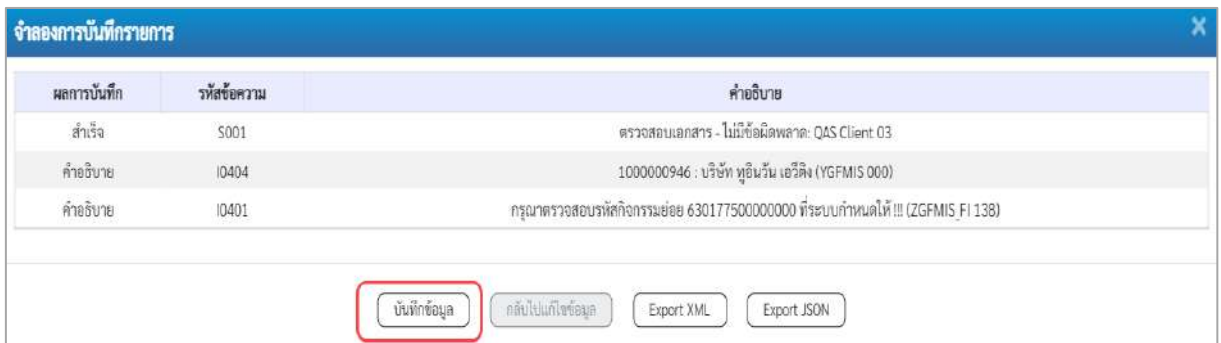 จำลองการบันทึกรายการ X
ผลการบันทึก รหัสข้อความ คำอธิบาย
สำเร็จ S001 ตรวจสอบเอกสาร - ไม่มีข้อผิดพลาด: QAS Client 03
คำอธิบาย I0404 1000000946 : บริษัท ทูอินวัน เฮวีดิง (YGFMIS 000)
คำอธิบาย I0401 กรุณาตรวจสอบรหัสกิจกรรมย่อย 630177500000000 ที่ระบบกำหนดให้ !!! (ZGFMIS_FI 138)
บันทึกข้อมูล กลับไปแก้ไขข้อมูล Export XML Export JSON